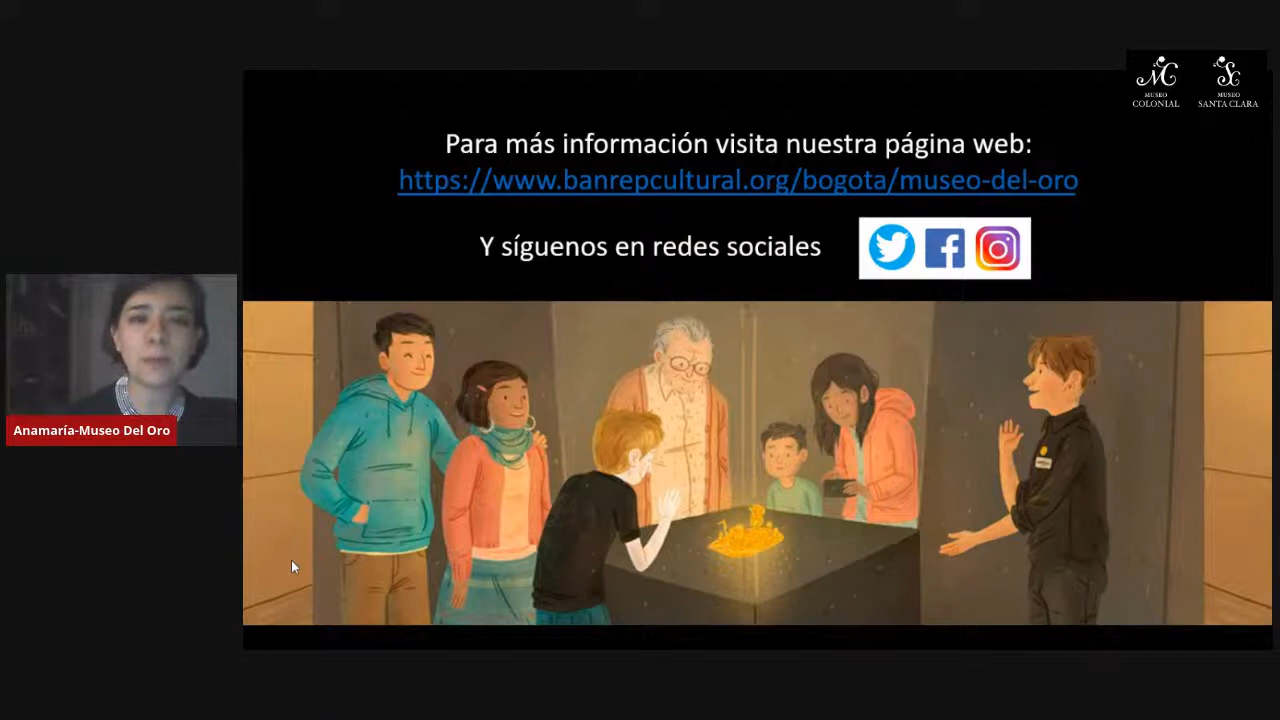 MUSEO
COLONIAL
MUSEO
SANTA CLARA
Para más información visita nuestra página web:
https://www.banrepcultural.org/bogota/museo-del-oro
Y síguenos en redes sociales
Anamaría-Museo Del Oro